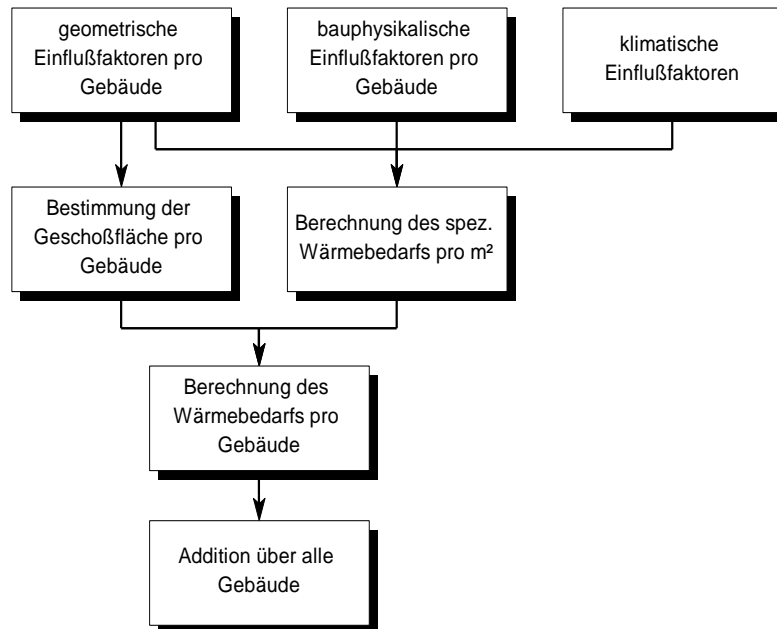 geometrische
Einflußfaktoren pro
Gebäude
bauphysikalische
Einflußfaktoren pro
Gebäude
klimatische
Einflußfaktoren
Bestimmung der
Geschoßfläche pro
Gebäude
Berechnung des spez.
Wärmebedarfs pro m²
Berechnung des
Wärmebedarfs pro
Gebäude
Addition über alle
Gebäude